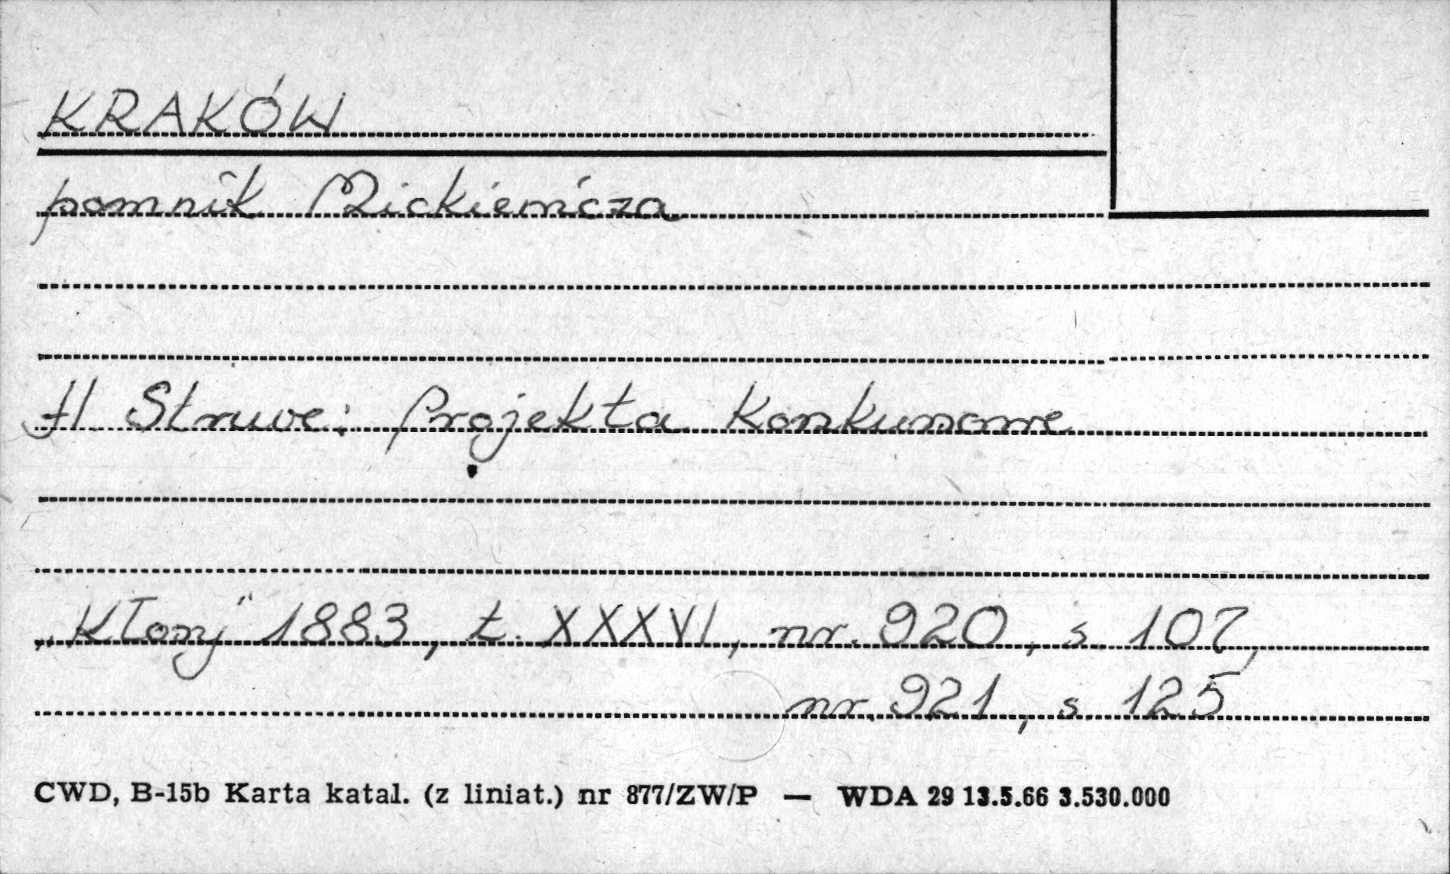 KRAKÓW
pomnik Mickiewicza
H Struve: Projekta Konkursowe
„Kłosy" 1883, t. XXXVI, nr. 920, s. 107,
nr. 921, s 125
CWD, B-15b Karta katal. (z liniat.) nr 877/ZW/P — WDA 29 13.5.66 3.530.000